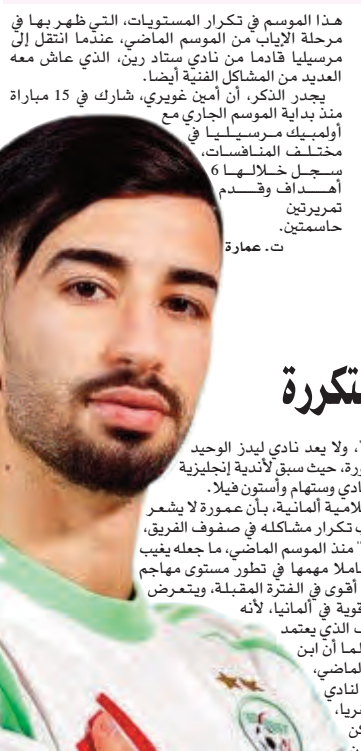 هذا الموسم في تكرار المستويات، التي ظهر بها في
مرحلة الإياب من الموسم الماضي، عندما انتقل إلى
مرسيليا قادما من نادي ستاد رين، الذي عاش معه
العديد من المشاكل الفنية أيضا.
يجدر الذكر، أن أمين غويري، شارك في 15 مباراة
منذ بداية الموسم الجاري مع
أولمبيك مرسيليا في
مختلف المنافسات،
سجل خلالها 6
أهداف وقدم
تمريرتين
حاسمتين.
ت. عمارة
تكررة
، ولا يعد نادي ليدز الوحيد
ورة، حيث سبق لأندية إنجليزية
ادي وستهام وأستون فيلا.
لامية ألمانية، بأن عمورة لا يشعر
ب تكرار مشاكله في صفوف الفريق،
" منذ الموسم الماضي، ما جعله يغيب
املا مهمها في تطور مستوى مهاجم
أقوى في الفترة المقبلة، ويتعرض
قوية في ألمانيا، لأنه
ف الذي يعتمد
لما أن ابن
الماضي،
لنادي
غريا،
كن